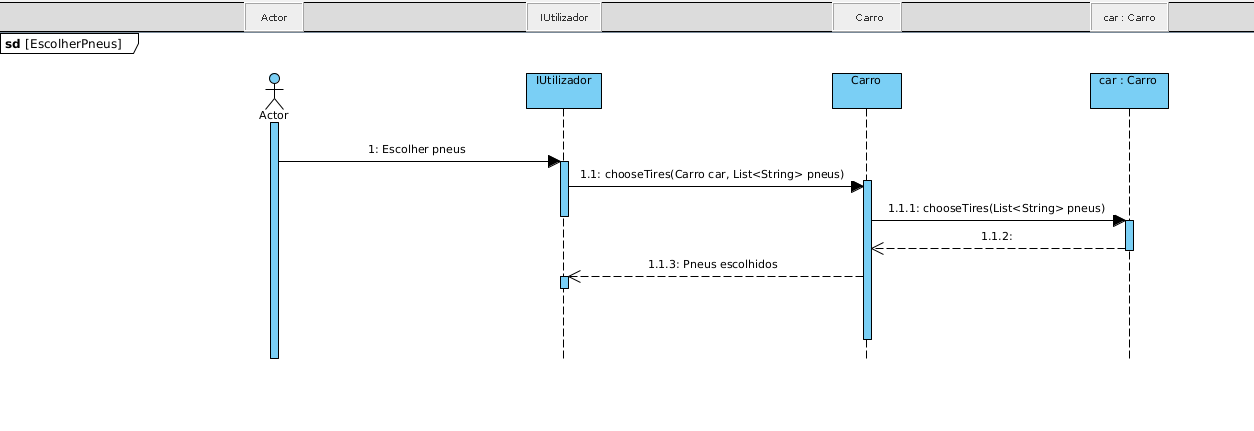 Actor
IUtilizador
Carro
car : Carro
sd [EscolherPneus]
IUtilizador
Carro
car : Carro
Actor
1: Escolher pneus
1.1: chooseTires(Carro car, List<String> pneus)
1.1.1: chooseTires(List<String> pneus)
1.1.2:
1.1.3: Pneus escolhidos